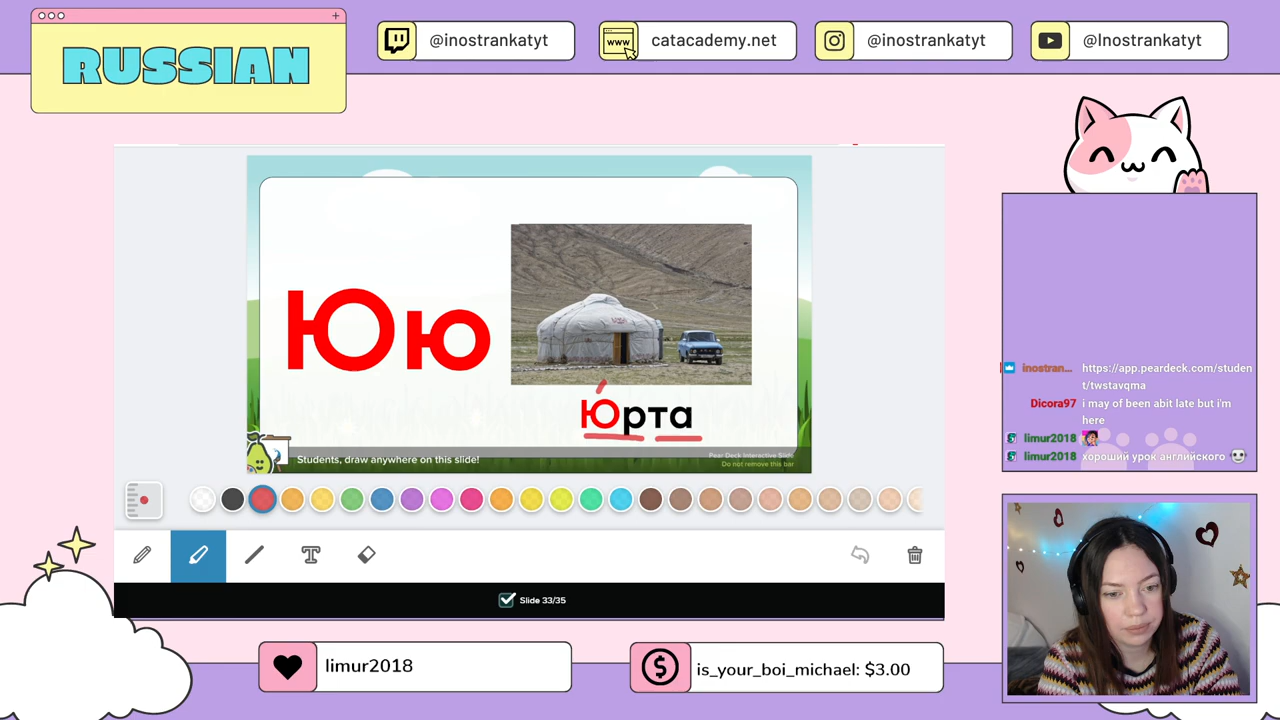 RUSSIAN
@inostrankatyt
www
catacademy.net
@inostrankatyt
@Inostrankatyt
Юю
Юрта
Students, draw anywhere on this slide!
Pear Deck Interactive Slide
Do not remove this bar
inostran... https://app.peardeck.com/studen
t/twstavqma
Dicora97 i may of been abit late but i'm
here
limur2018
limur2018 хороший урок английского
T
Slide 33/35
limur2018
$ is_your_boi_michael: $3.00